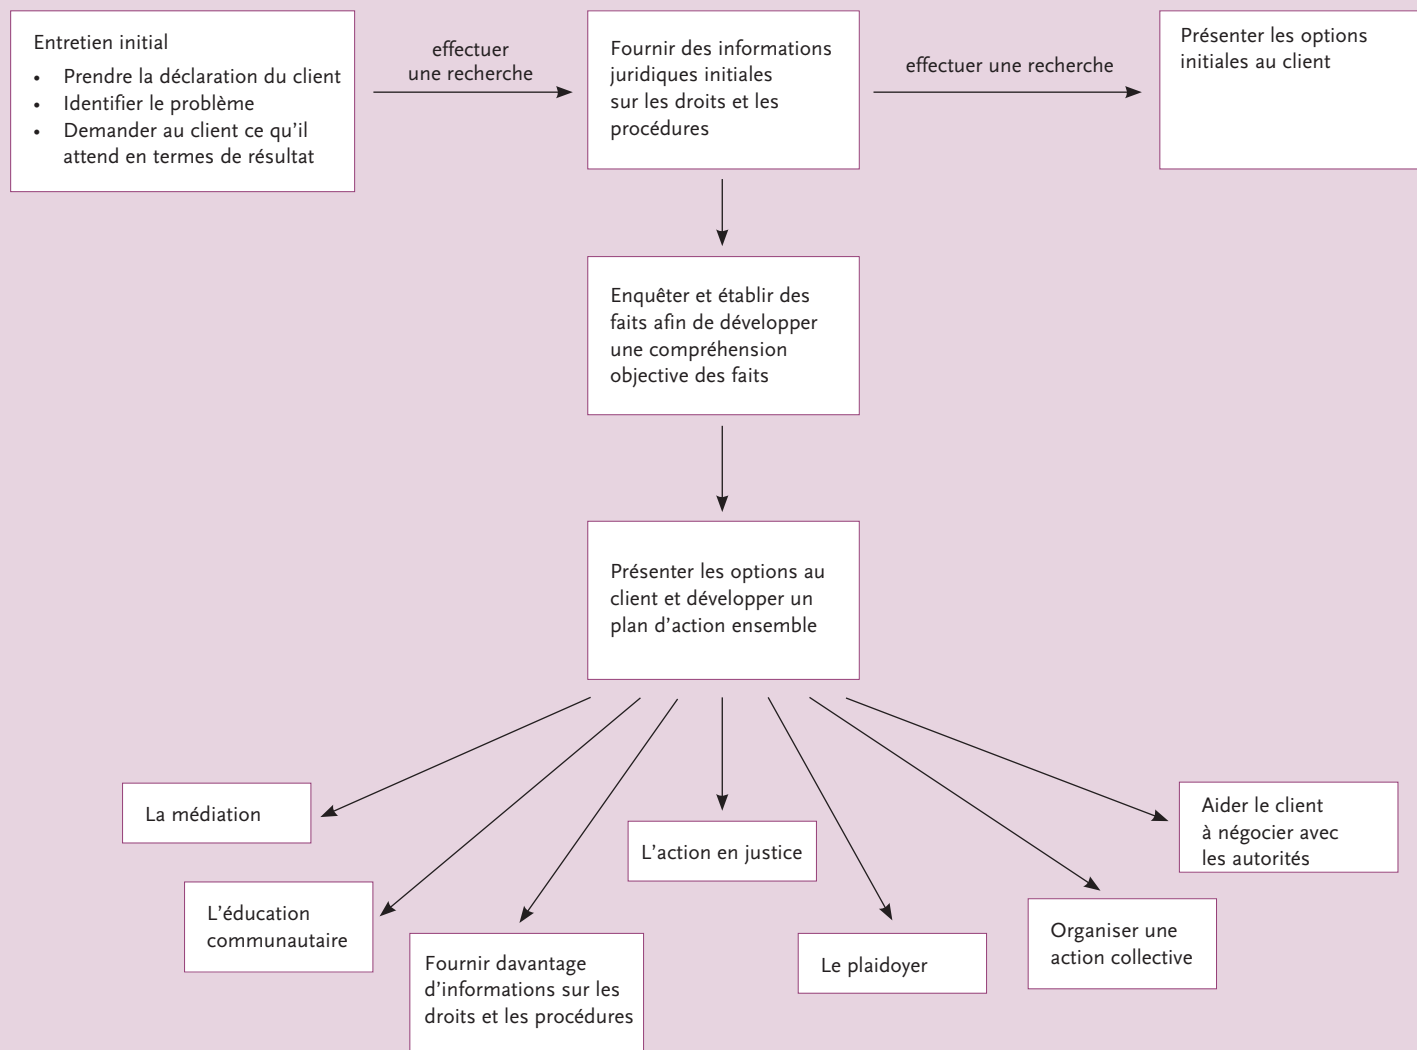 Entretien initial
• Prendre la déclaration du client
• Identifier le problème
• Demander au client ce qu'il
attend en termes de résultat
effectuer
une recherche
Fournir des informations
juridiques initiales
sur les droits et les
procédures
effectuer une recherche
Présenter les options
initiales au client
Enquêter et établir des
faits afin de développer
une compréhension
objective des faits
Présenter les options au
client et développer un
plan d'action ensemble
La médiation
L'éducation
communautaire
Fournir davantage
d'informations sur les
droits et les procédures
L'action en justice
Le plaidoyer
Organiser une
action collective
Aider le client
à négocier avec
les autorités